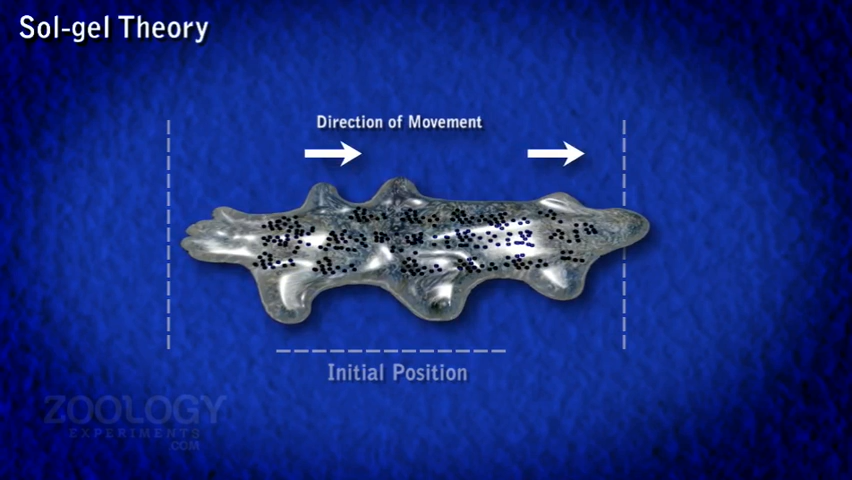 Sol-gel Theory
Direction of Movement
Initial Position
ZOOLOGY
EXPERIMENTS
.COM